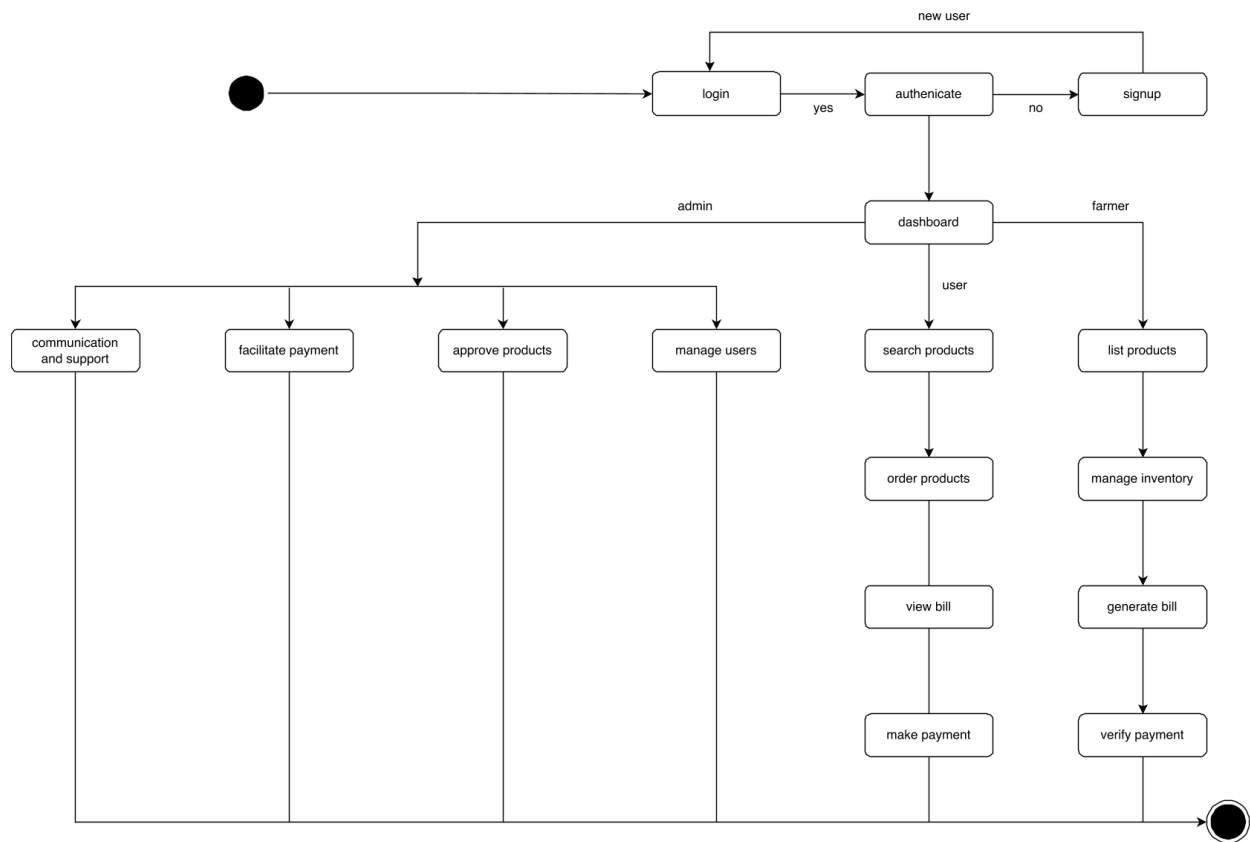 new user
login
authenicate
signup
yes
no
admin
dashboard
farmer
user
communication
and support
facilitate payment
approve products
manage users
search products
list products
order products
manage inventory
view bill
generate bill
make payment
verify payment